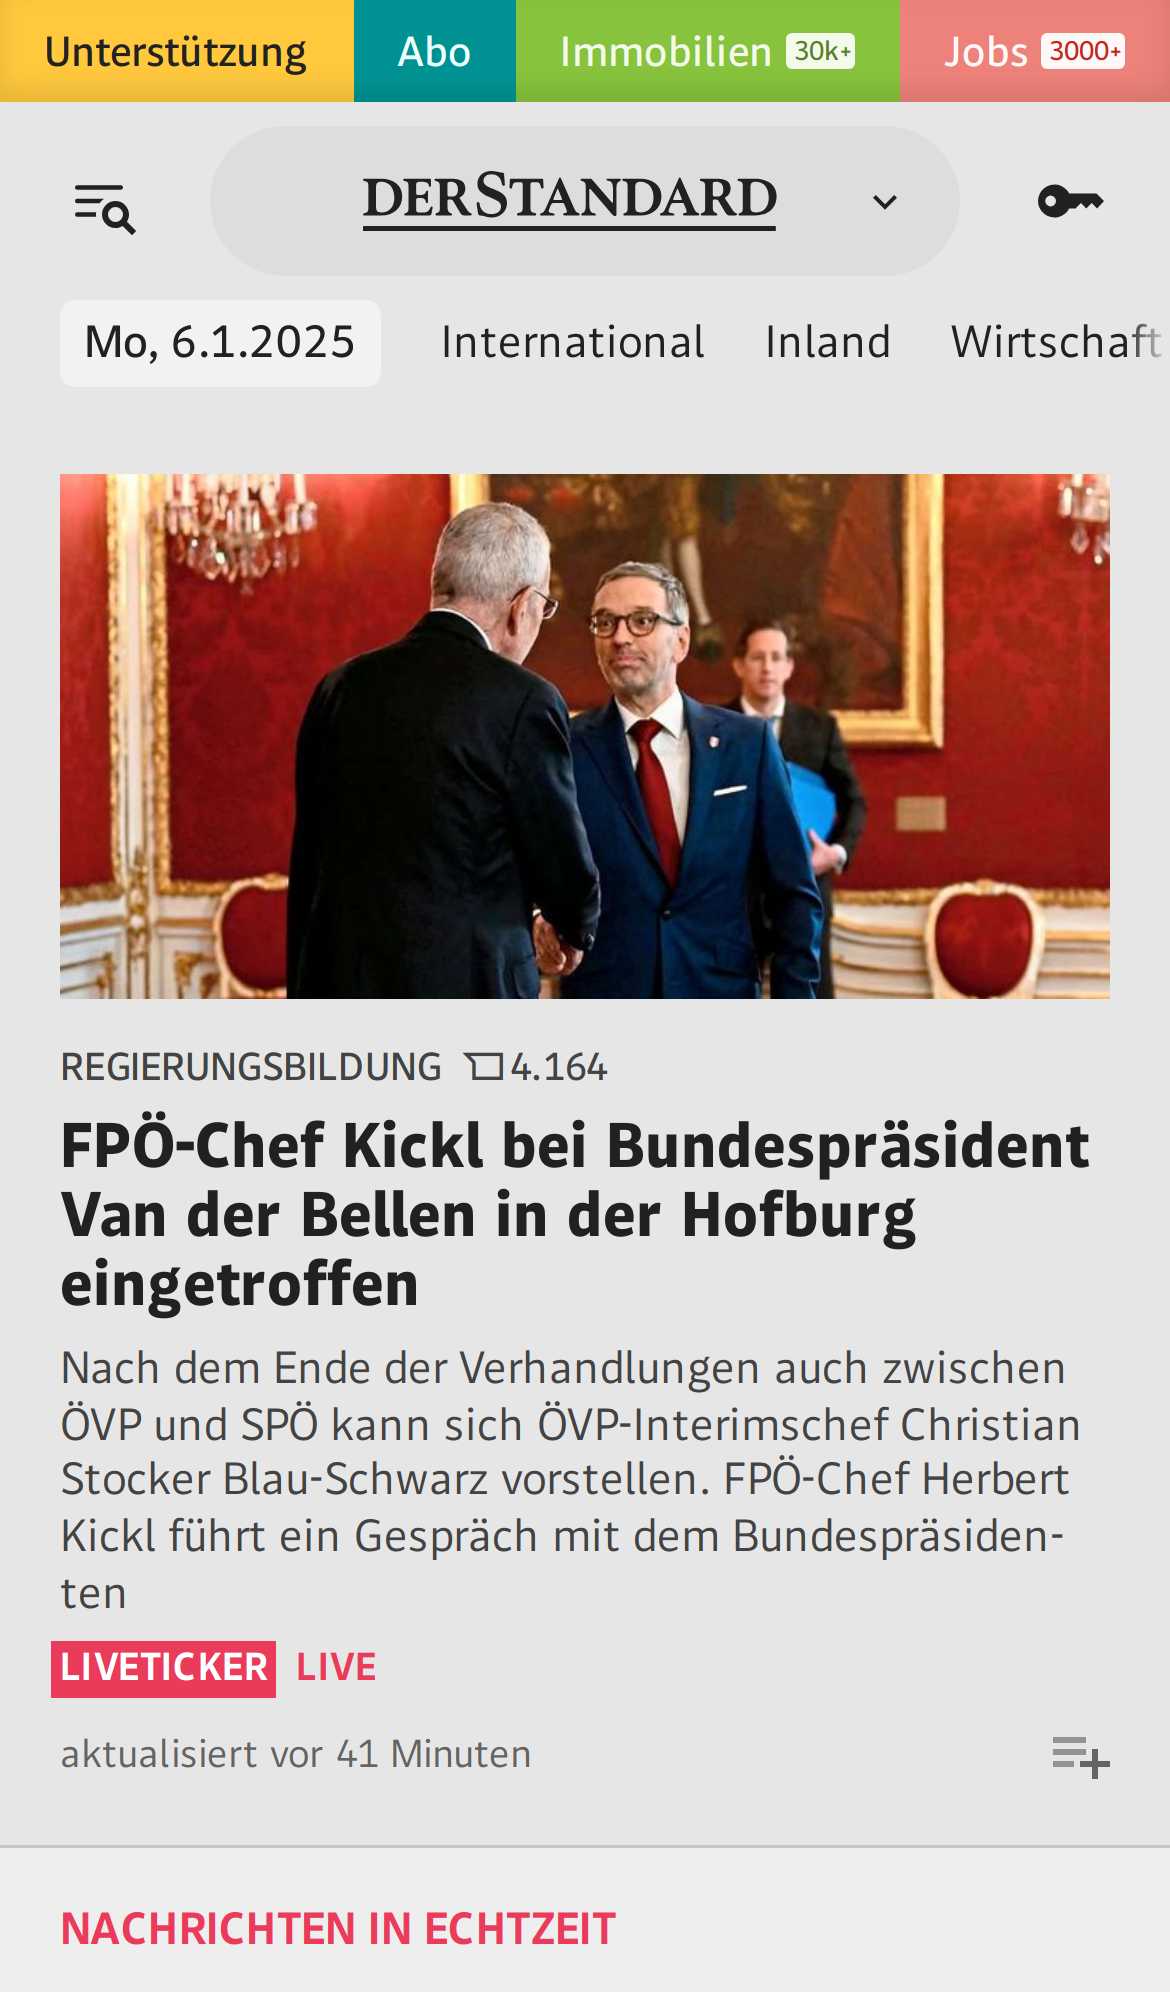 Unterstützung Abo Immobilien 30k+ Jobs 3000+
DERSTANDARD
Mo, 6.1.2025 International Inland Wirtschaft
REGIERUNGSBILDUNG 4.164
FPÖ-Chef Kickl bei Bundespräsident
Van der Bellen in der Hofburg
eingetroffen
Nach dem Ende der Verhandlungen auch zwischen
ÖVP und SPÖ kann sich ÖVP-Interimschef Christian
Stocker Blau-Schwarz vorstellen. FPÖ-Chef Herbert
Kickl führt ein Gespräch mit dem Bundespräsiden-
ten
LIVETICKER LIVE
aktualisiert vor 41 Minuten
NACHRICHTEN IN ECHTZEIT